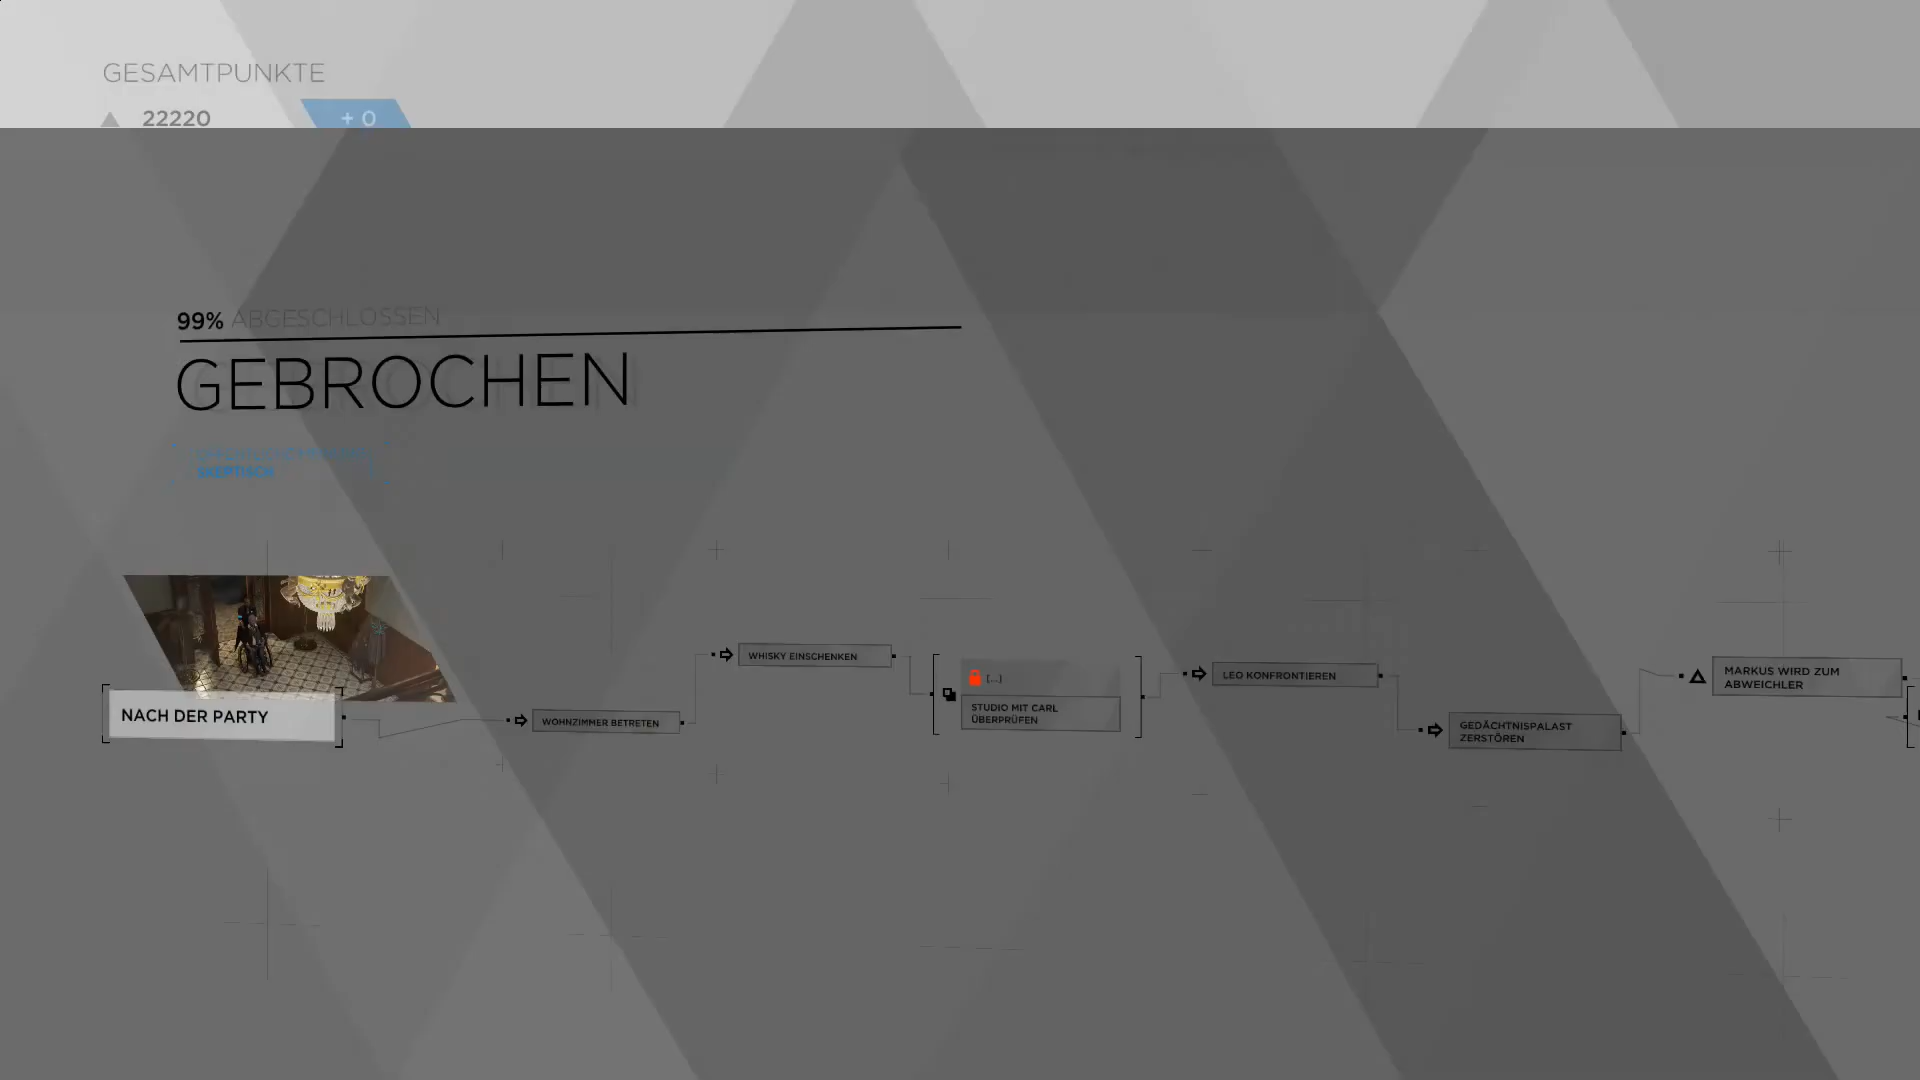 GESAMTPUNKTE
22220
+ 0
99% ABGESCHLOSSEN
GEBROCHEN
SKEPTISCH
NACH DER PARTY
WOHNZIMMER BETRETEN
WHISKY EINSCHENKEN
[...]
STUDIO MIT CARL
ÜBERPRÜFEN
LEO KONFRONTIEREN
GEDÄCHTNISPALAST
ZERSTÖREN
MARKUS WIRD ZUM
ABWEICHLER